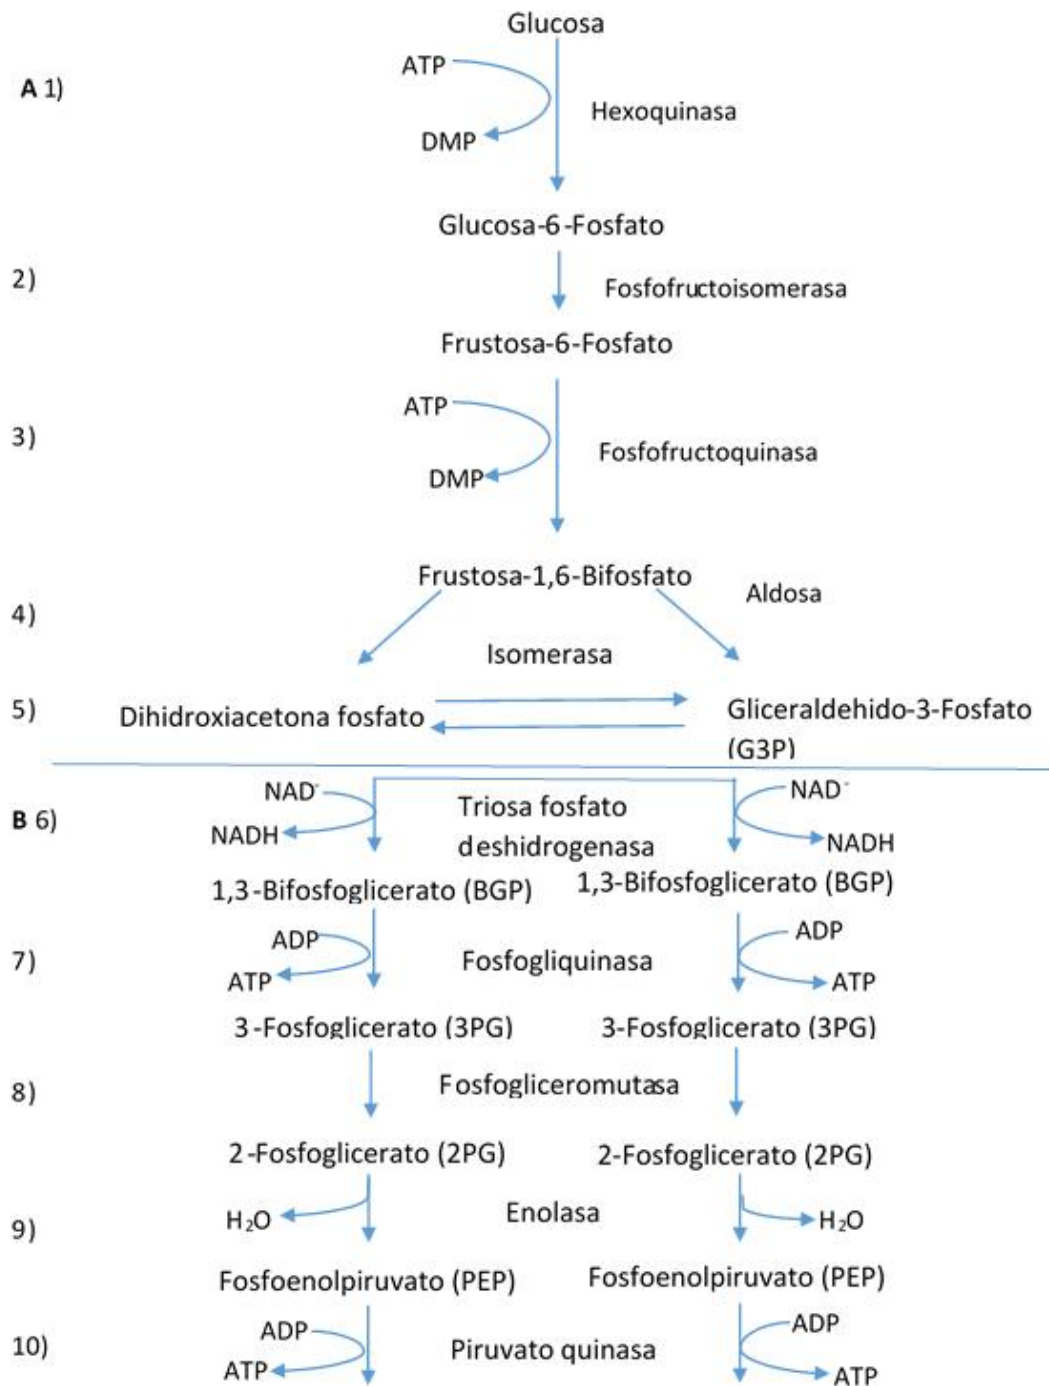 Glucosa
ATP
A 1)
Hexoquinasa
DMP
Glucosa-6-Fosfato
2)
Fosfofructoisomerasa
Frustosa-6-Fosfato
ATP
3)
Fosfofructoquinasa
DMP
Frustosa-1,6-Bifosfato
Aldosa
4)
Isomerasa
5)
Dihidroxiacetona fosfato
Gliceraldehido-3-Fosfato
(G3P)
NAD-
Triosa fosfato
NAD-
B 6)
NADH
deshidrogenasa
NADH
1,3-Bifosfoglicerato (BGP)
1,3-Bifosfoglicerato (BGP)
ADP
ADP
7)
Fosfogliquinasa
ATP
ATP
3-Fosfoglicerato (3PG)
3-Fosfoglicerato (3PG)
8)
Fosfogliceromutasa
2-Fosfoglicerato (2PG)
2-Fosfoglicerato (2PG)
9)
H₂O
Enolasa
H₂O
Fosfoenolpiruvato (PEP)
Fosfoenolpiruvato (PEP)
ADP
ADP
10)
Piruvato quinasa
ATP
ATP